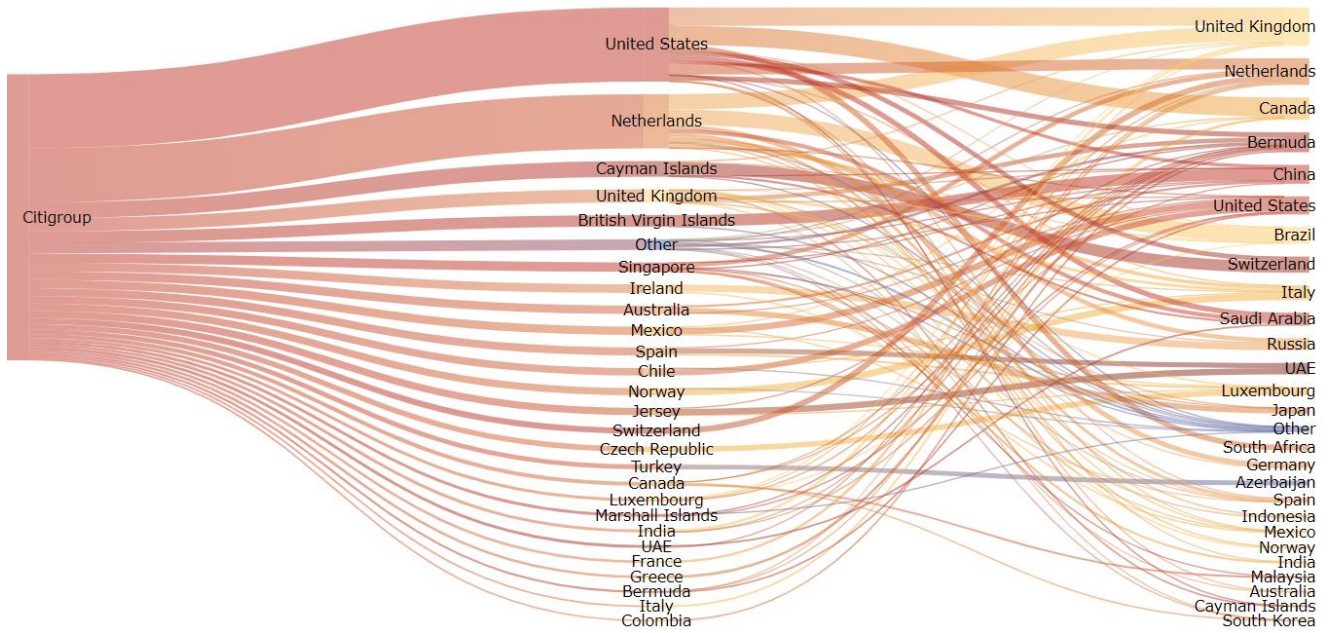 Citigroup
United States
Netherlands
Cayman Islands
United Kingdom
British Virgin Islands
Other
Singapore
Ireland
Australia
Mexico
Spain
Chile
Norway
Jersey
Switzerland
Czech Republic
Turkey
Canada
Luxembourg
Marshall Islands
India
UAE
France
Greece
Bermuda
Italy
Colombia
United Kingdom
Netherlands
Canada
Bermuda
China
United States
Brazil
Switzerland
Italy
Saudi Arabia
Russia
UAE
Luxembourg
Japan
Other
South Africa
Germany
Azerbaijan
Spain
Indonesia
Mexico
Norway
India
Malaysia
Australia
Cayman Islands
South Korea